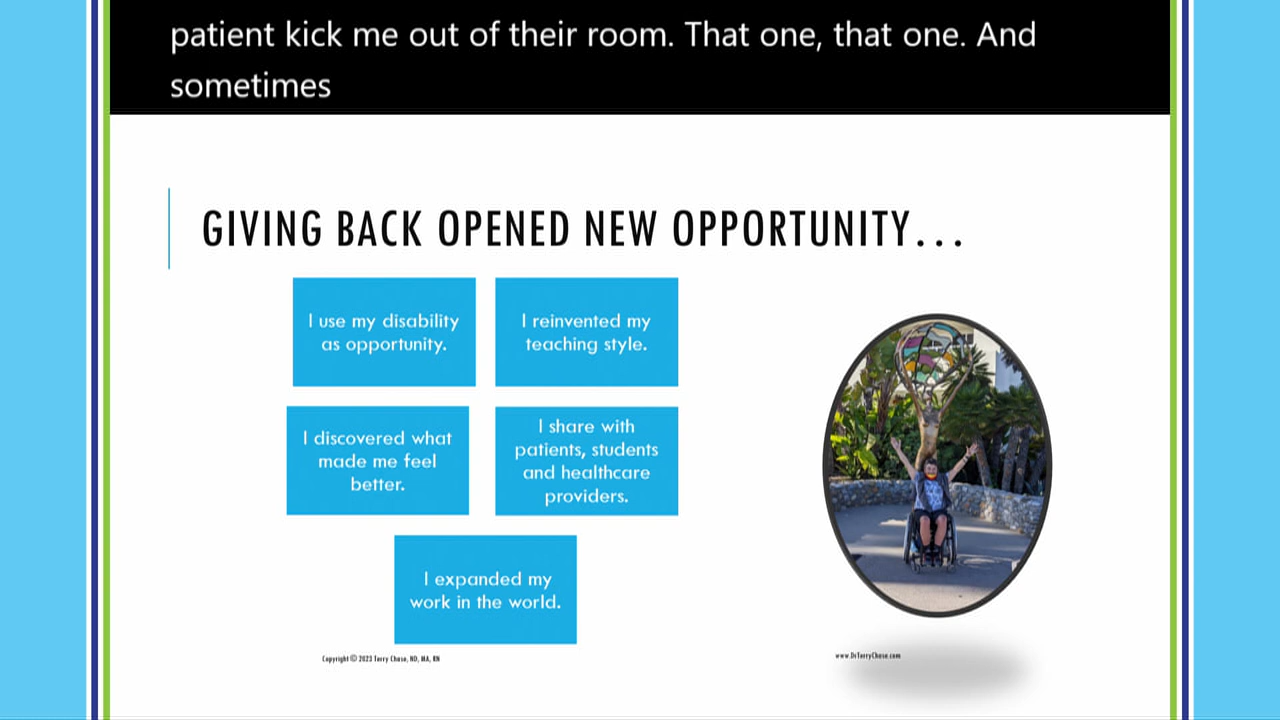 patient kick me out of their room. That one, that one. And
sometimes
GIVING BACK OPENED NEW OPPORTUNITY...
I use my disability
as opportunity.
I reinvented my
teaching style.
I discovered what
made me feel
better.
I share with
patients, students
and healthcare
providers.
I expanded my
work in the world.
Copyright © 2023 Terry Chase, ND, MA, RN
www.DrTerryChase.com